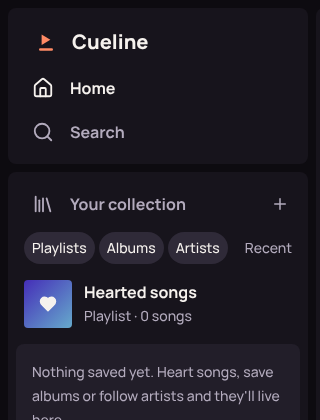 Cueline
Home
Search
Your collection
Playlists Albums Artists Recent
Hearted songs
Playlist · 0 songs
Nothing saved yet. Heart songs, save
albums or follow artists and they'll live
here.